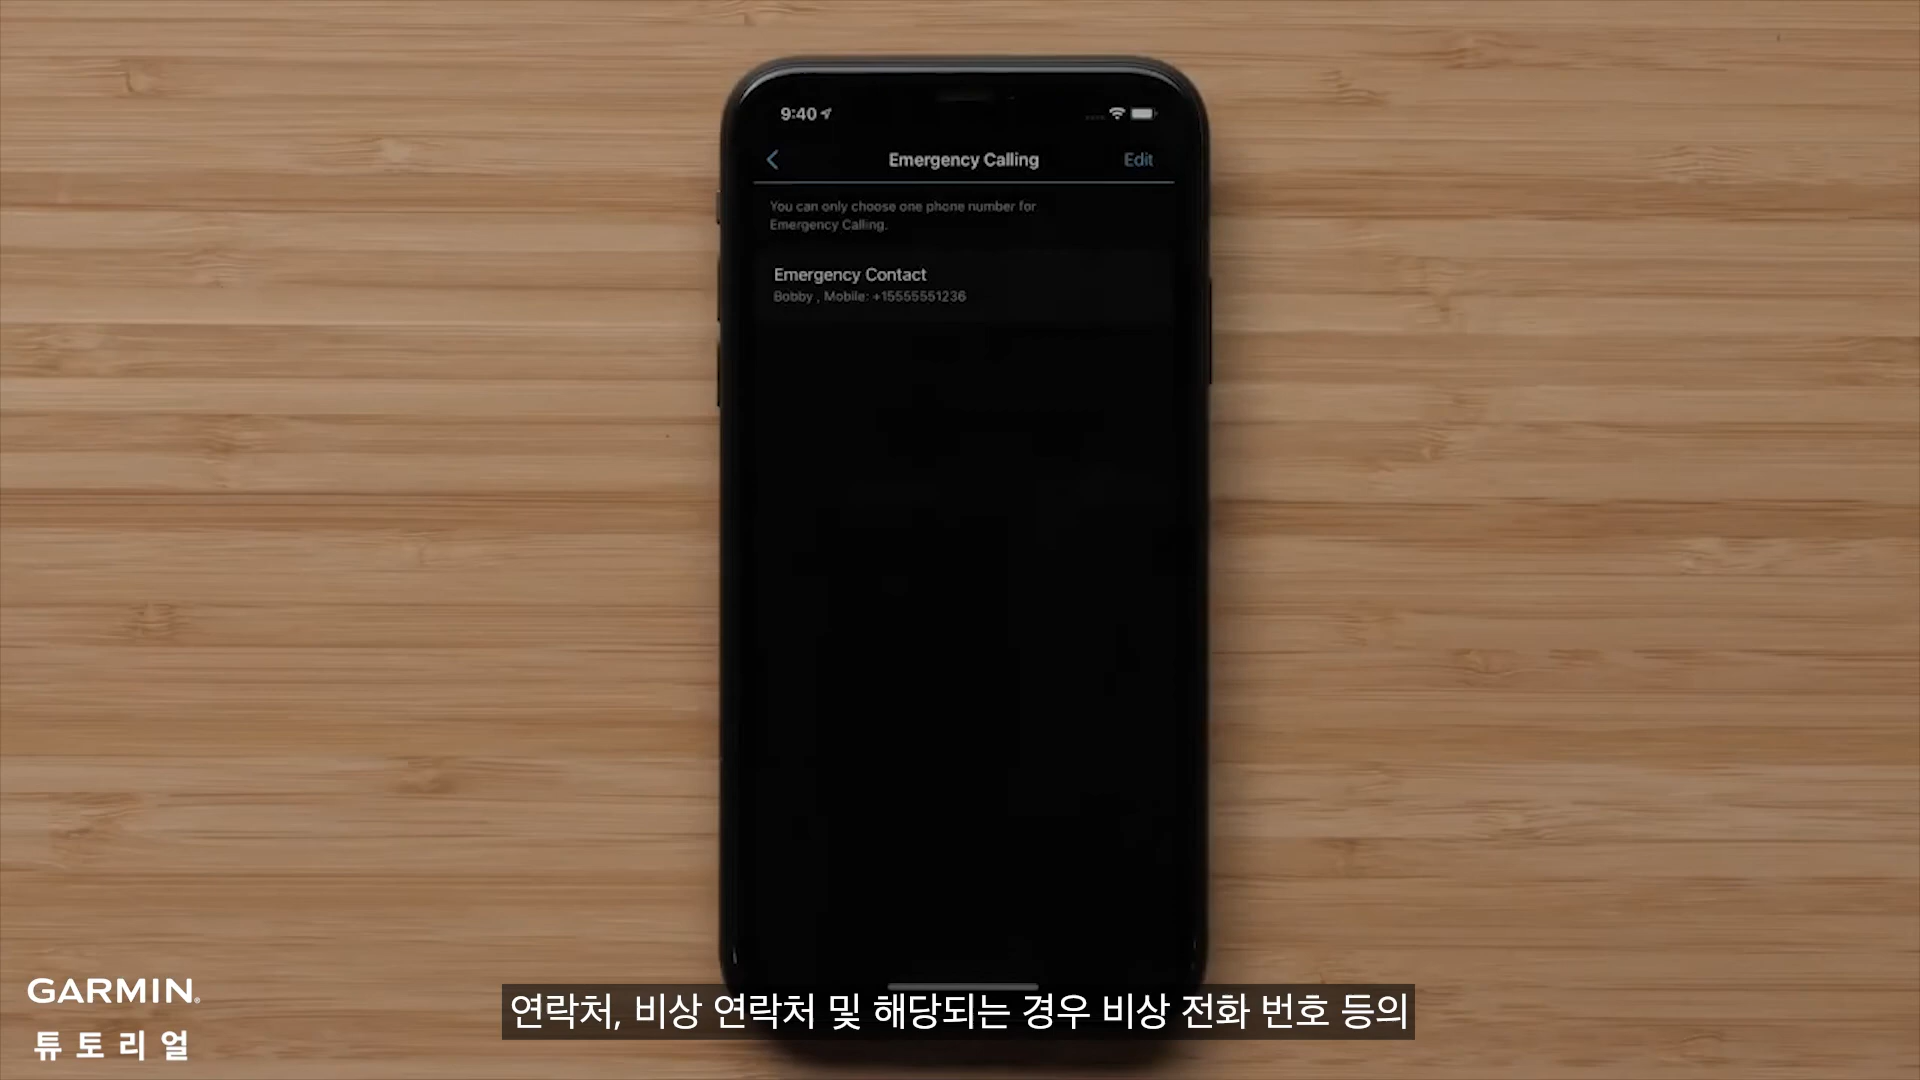 9:40
Emergency Calling
Edit
You can only choose one phone number for
Emergency Calling.
Emergency Contact
Bobby , Mobile: +15555551236
GARMIN
튜토리얼
연락처, 비상 연락처 및 해당되는 경우 비상 전화 번호 등의